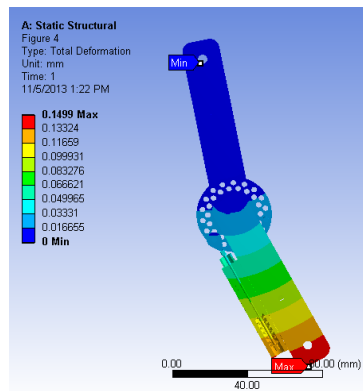 A: Static Structural
Figure 4
Type: Total Deformation
Unit: mm
Time: 1
11/5/2013 1:22 PM
0.1499 Max
0.13324
0.11659
0.099931
0.083276
0.066621
0.049965
0.03331
0.016655
0 Min
Min
Max
0.00
(mm)
40.00